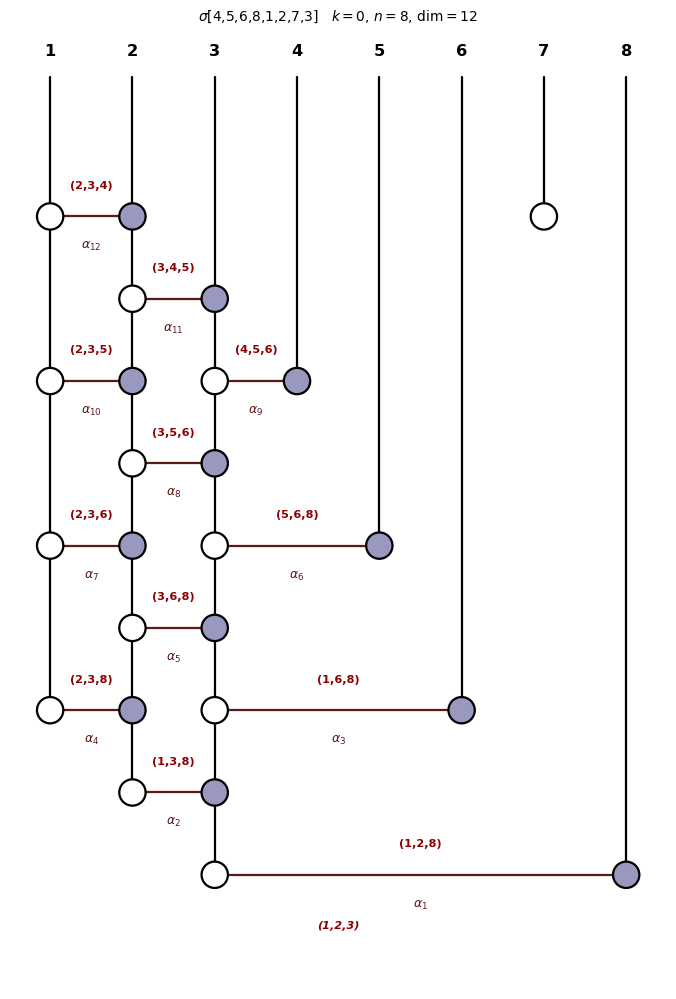 σ[4,5,6,8,1,2,7,3] k=0, n=8, dim=12
1 2 3 4 5 6 7 8
(2,3,4)
α₁₂
(3,4,5)
α₁₁
(2,3,5) (4,5,6)
α₁₀ α₉
(3,5,6)
α₈
(2,3,6) (5,6,8)
α₇ α₆
(3,6,8)
α₅
(2,3,8) (1,6,8)
α₄ α₃
(1,3,8)
α₂
(1,2,8)
α₁
(1,2,3)